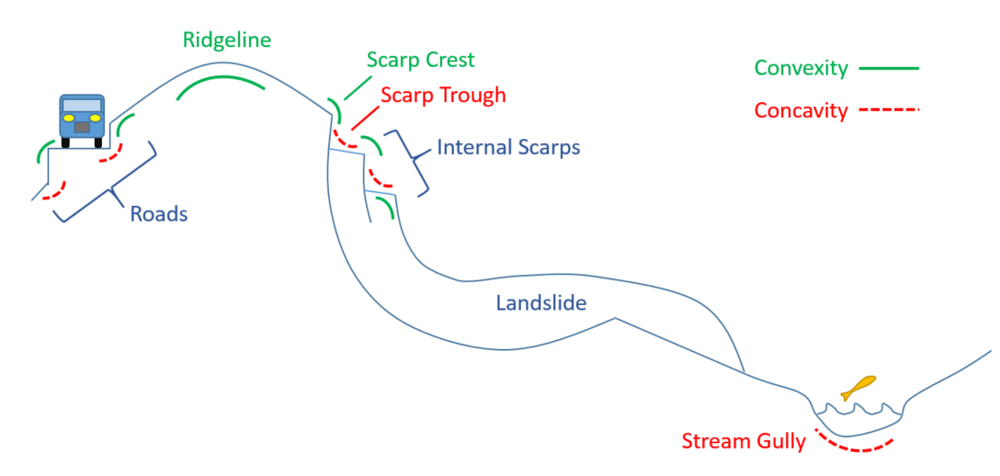 Ridgeline
Scarp Crest
Convexity
Scarp Trough
Concavity
Internal Scarps
Roads
Landslide
Stream Gully